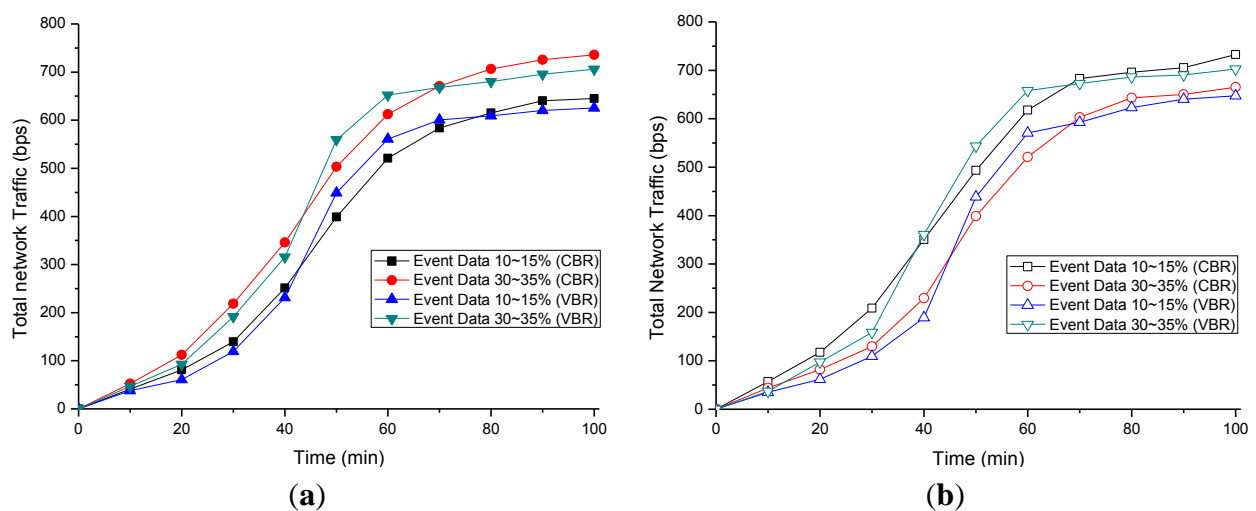 800
700
600
500
400
300
200
100
0
Total network Traffic (bps)
Event Data 10~15% (CBR)
Event Data 30~35% (CBR)
Event Data 10~15% (VBR)
Event Data 30~35% (VBR)
0 20 40 60 80 100
Time (min)
(a)
800
700
600
500
400
300
200
100
0
Total Network Traffic (bps)
Event Data 10~15% (CBR)
Event Data 30~35% (CBR)
Event Data 10~15% (VBR)
Event Data 30~35% (VBR)
0 20 40 60 80 100
Time (min)
(b)